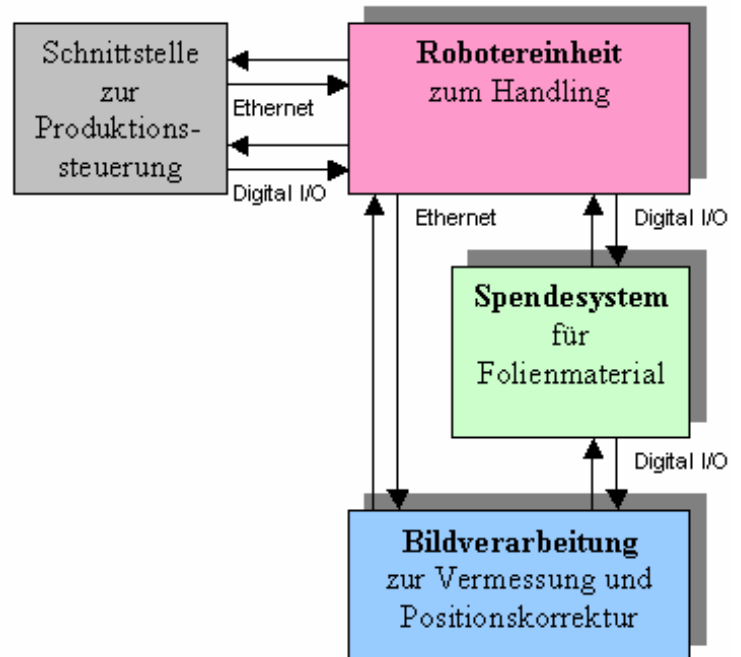 Schnittstelle
zur
Produktions-
steuerung
Ethernet
Digital I/O
Robotereinheit
zum Handling
Ethernet
Digital I/O
Spendesystem
für
Folienmaterial
Digital I/O
Bildverarbeitung
zur Vermessung und
Positionskorrektur